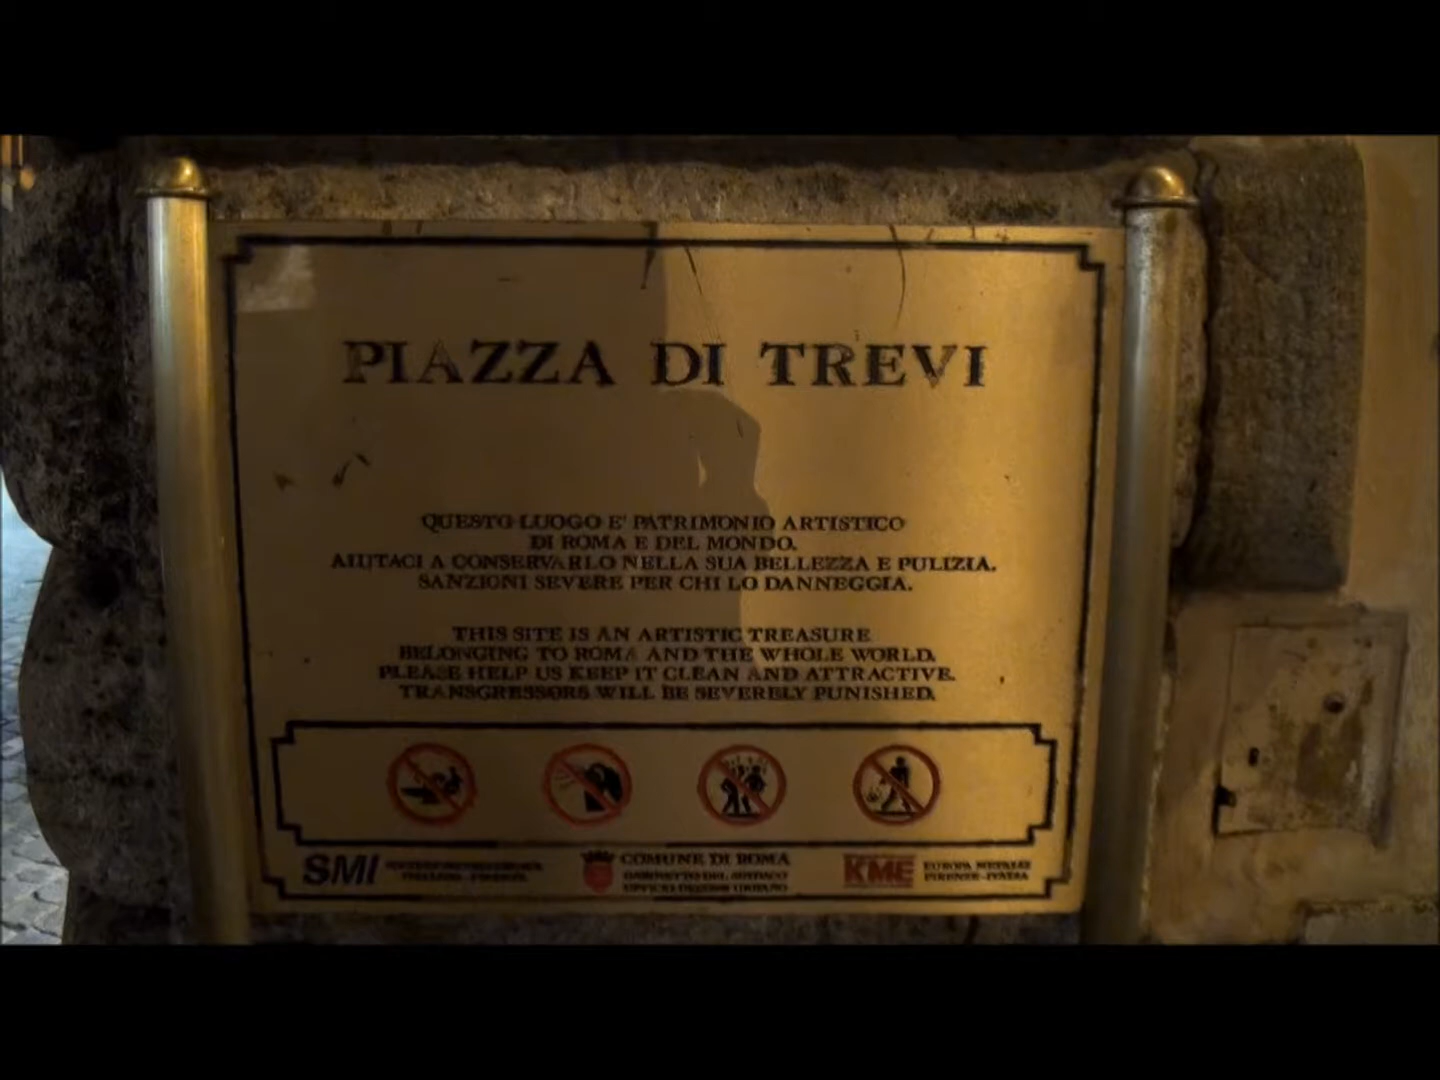 PIAZZA DI TREVI
QUESTO LUOGO E' PATRIMONIO ARTISTICO
DI ROMA E DEL MONDO.
AIUTACI A CONSERVARLO NELLA SUA BELLEZZA E PULIZIA.
SANZIONI SEVERE PER CHI LO DANNEGGIA.
THIS SITE IS AN ARTISTIC TREASURE
BELONGING TO ROMA AND THE WHOLE WORLD.
PLEASE HELP US KEEP IT CLEAN AND ATTRACTIVE.
TRANSGRESSORS WILL BE SEVERELY PUNISHED.
SMI
COMUNE DI ROMA
GABINETTO DEL SINDACO
KME
EUROPA METALLI
FIRENZE-ITALIA